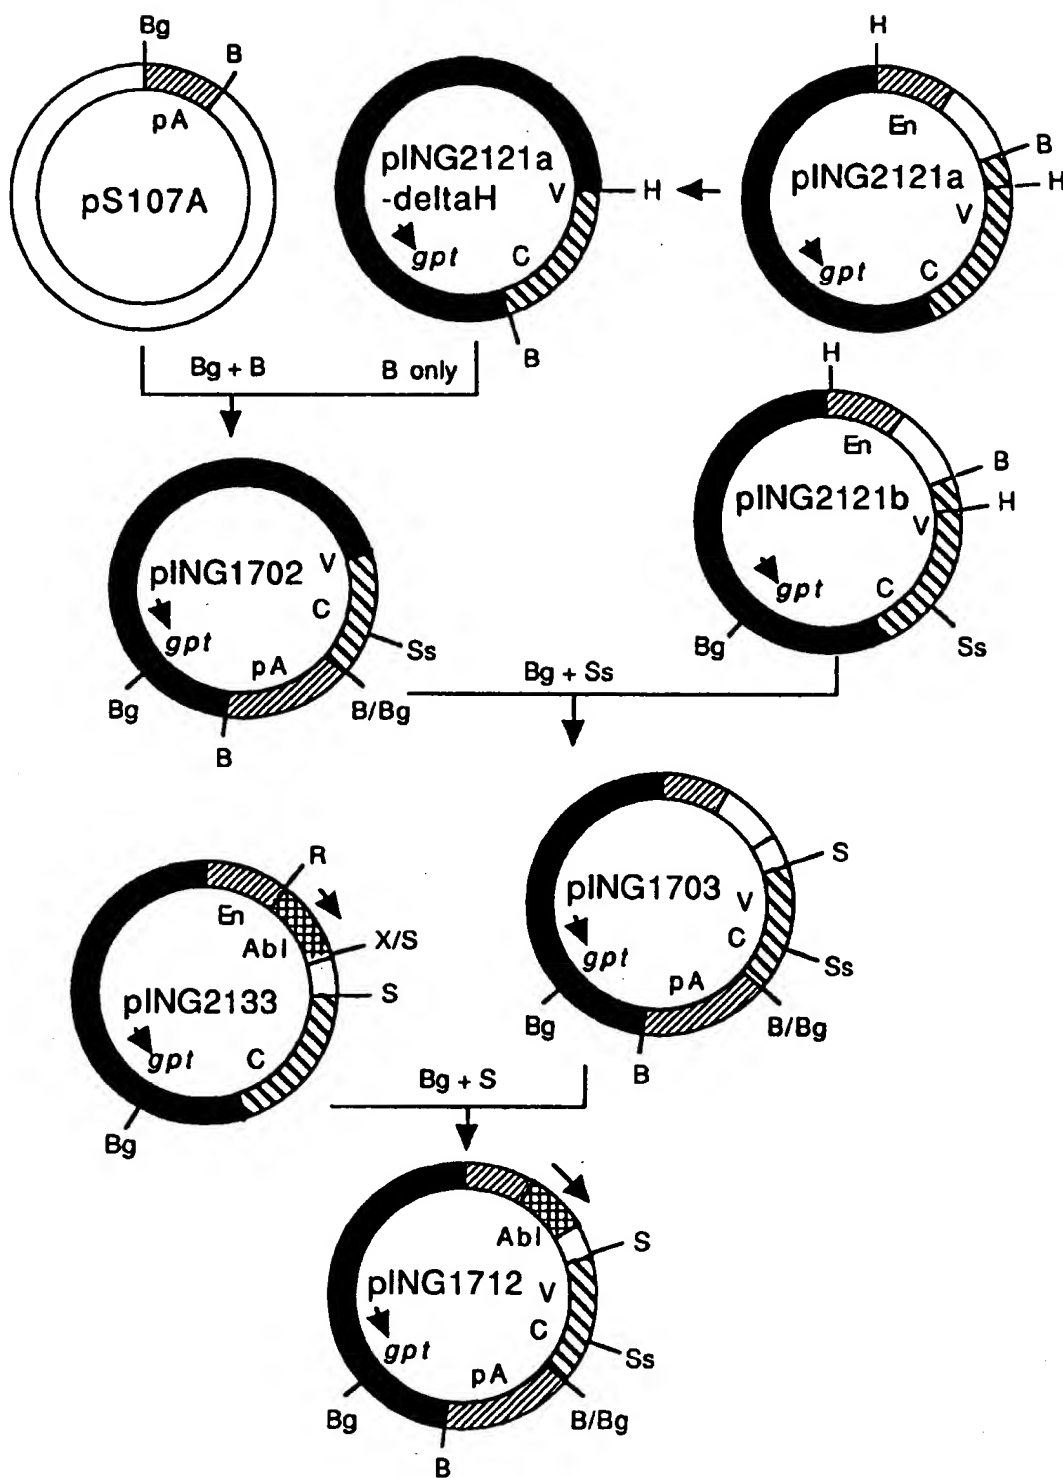 Bg
B
pA
pS107A
pING2121a
-deltaH
V
H
gpt
C
B
H
En
B
pING2121a
H
V
gpt
C
Bg + B
B only
H
En
B
pING2121b
H
V
gpt
C
Bg
Ss
pING1702
V
C
gpt
Ss
pA
Bg
B/Bg
B
Bg + Ss
R
En
Abl
X/S
pING2133
S
gpt
C
Bg
S
pING1703
V
C
gpt
Ss
pA
Bg
B/Bg
B
Bg + S
Abl
S
pING1712
V
C
gpt
Ss
pA
Bg
B/Bg
B